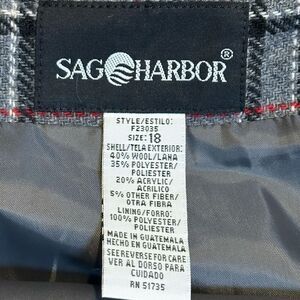 SAG HARBOR®
STYLE/ESTILO:
F23035
SIZE: 18
SHELL/TELA EXTERIOR:
40% WOOL/LANA
35% POLYESTER/
POLIESTER
20% ACRYLIC/
ACRILICO
5% OTHER FIBER/
OTRA FIBRA
LINING/FORRO:
100% POLYESTER/
POLIESTER
MADE IN GUATEMALA
HECHO EN GUATEMALA
SEE REVERSE FOR CARE
VER AL DORSO PARA
CUIDADO
RN 51735